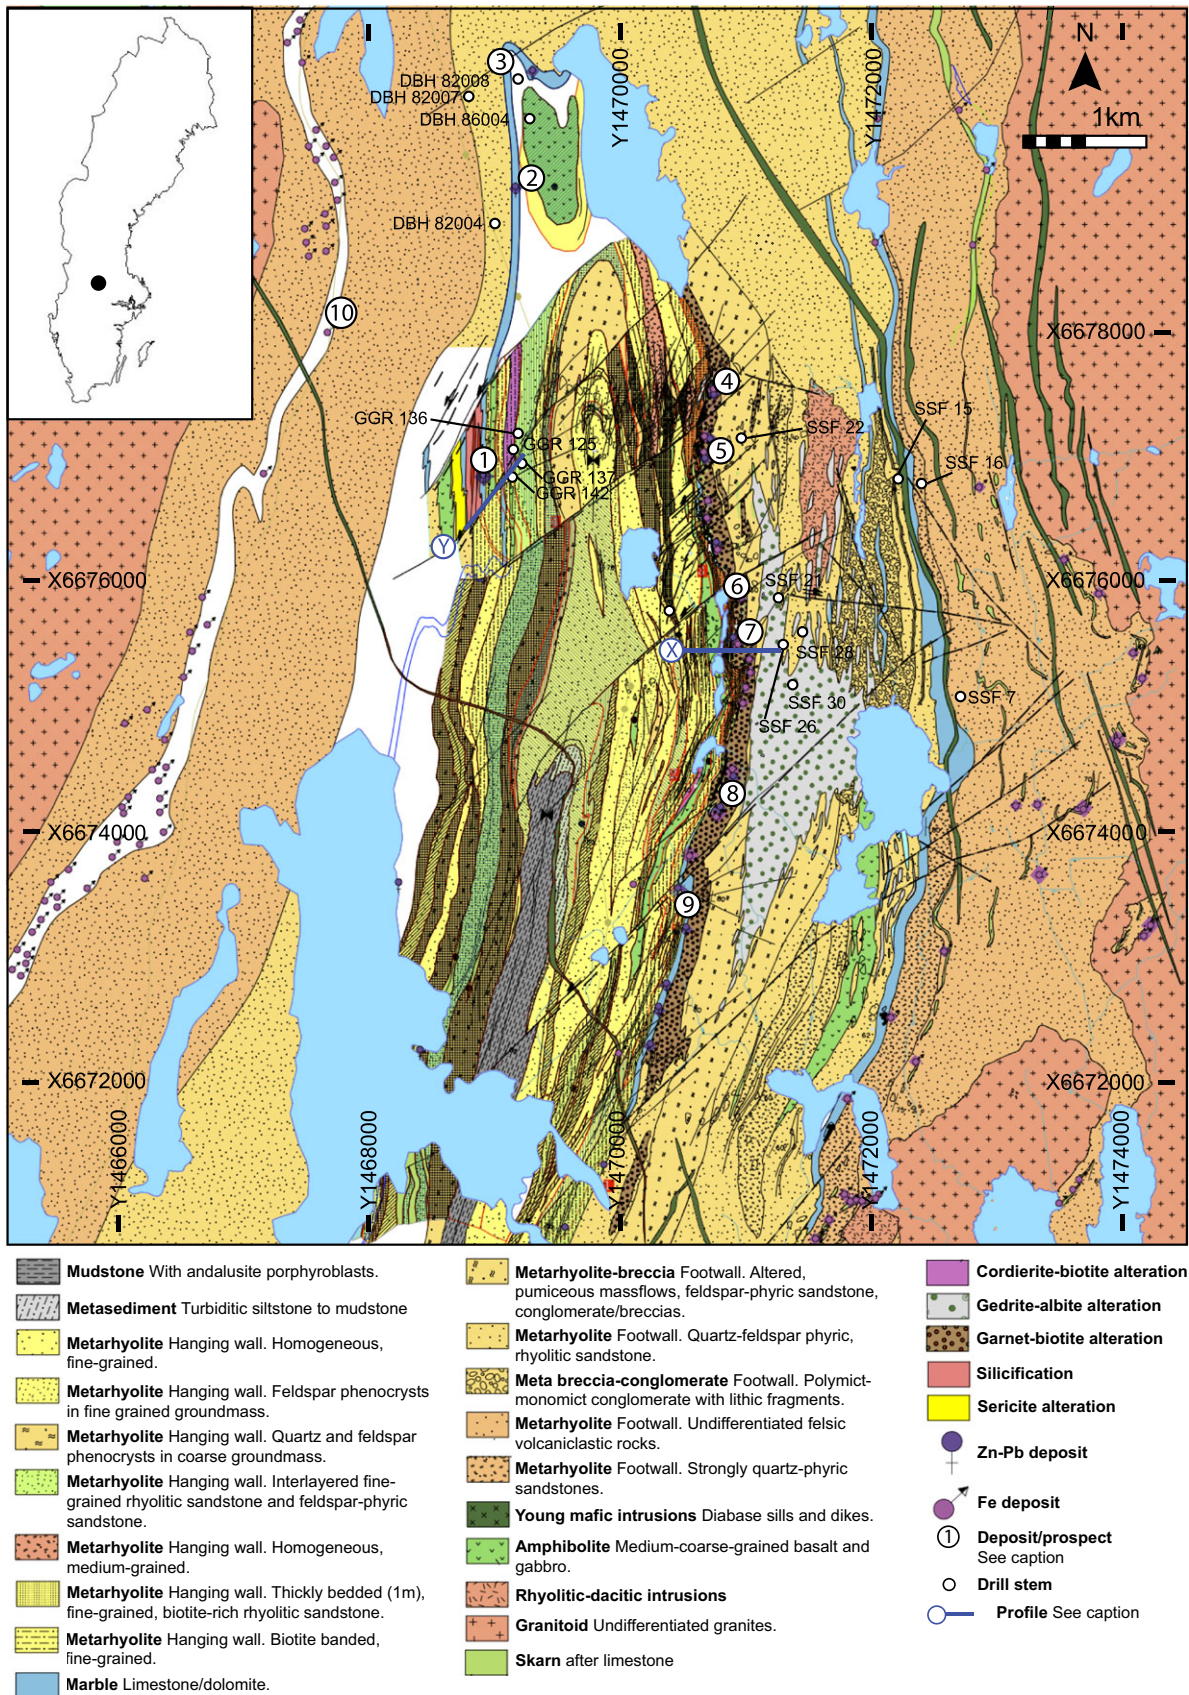 N
1km
Y1470000
Y1472000
3
DBH 82008
DBH 82007
DBH 86004
2
DBH 82004
10
X6678000
4
GGR 136
SSF 15
SSF 22
GGR 125
5
1
SSF 16
GGR 137
GGR 142
Y
X6676000
X6676000
6
SSF 21
7
X
SSF 28
SSF 30
SSF 7
SSF 26
8
X6674000
X6674000
9
X6672000
X6672000
Y1466000
Y1468000
Y1470000
Y1472000
Y1474000
Mudstone With andalusite porphyroblasts.
Metasediment Turbiditic siltstone to mudstone
Metarhyolite Hanging wall. Homogeneous,
fine-grained.
Metarhyolite Hanging wall. Feldspar phenocrysts
in fine grained groundmass.
Metarhyolite Hanging wall. Quartz and feldspar
phenocrysts in coarse groundmass.
Metarhyolite Hanging wall. Interlayered fine-
grained rhyolitic sandstone and feldspar-phyric
sandstone.
Metarhyolite Hanging wall. Homogeneous,
medium-grained.
Metarhyolite Hanging wall. Thickly bedded (1m),
fine-grained, biotite-rich rhyolitic sandstone.
Metarhyolite Hanging wall. Biotite banded,
fine-grained.
Marble Limestone/dolomite.
Metarhyolite-breccia Footwall. Altered,
pumiceous massflows, feldspar-phyric sandstone,
conglomerate/breccias.
Metarhyolite Footwall. Quartz-feldspar phyric,
rhyolitic sandstone.
Meta breccia-conglomerate Footwall. Polymict-
monomict conglomerate with lithic fragments.
Metarhyolite Footwall. Undifferentiated felsic
volcaniclastic rocks.
Metarhyolite Footwall. Strongly quartz-phyric
sandstones.
Young mafic intrusions Diabase sills and dikes.
Amphibolite Medium-coarse-grained basalt and
gabbro.
Rhyolitic-dacitic intrusions
Granitoid Undifferentiated granites.
Skarn after limestone
Cordierite-biotite alteration
Gedrite-albite alteration
Garnet-biotite alteration
Silicification
Sericite alteration
Zn-Pb deposit
Fe deposit
1 Deposit/prospect
See caption
Drill stem
Profile See caption